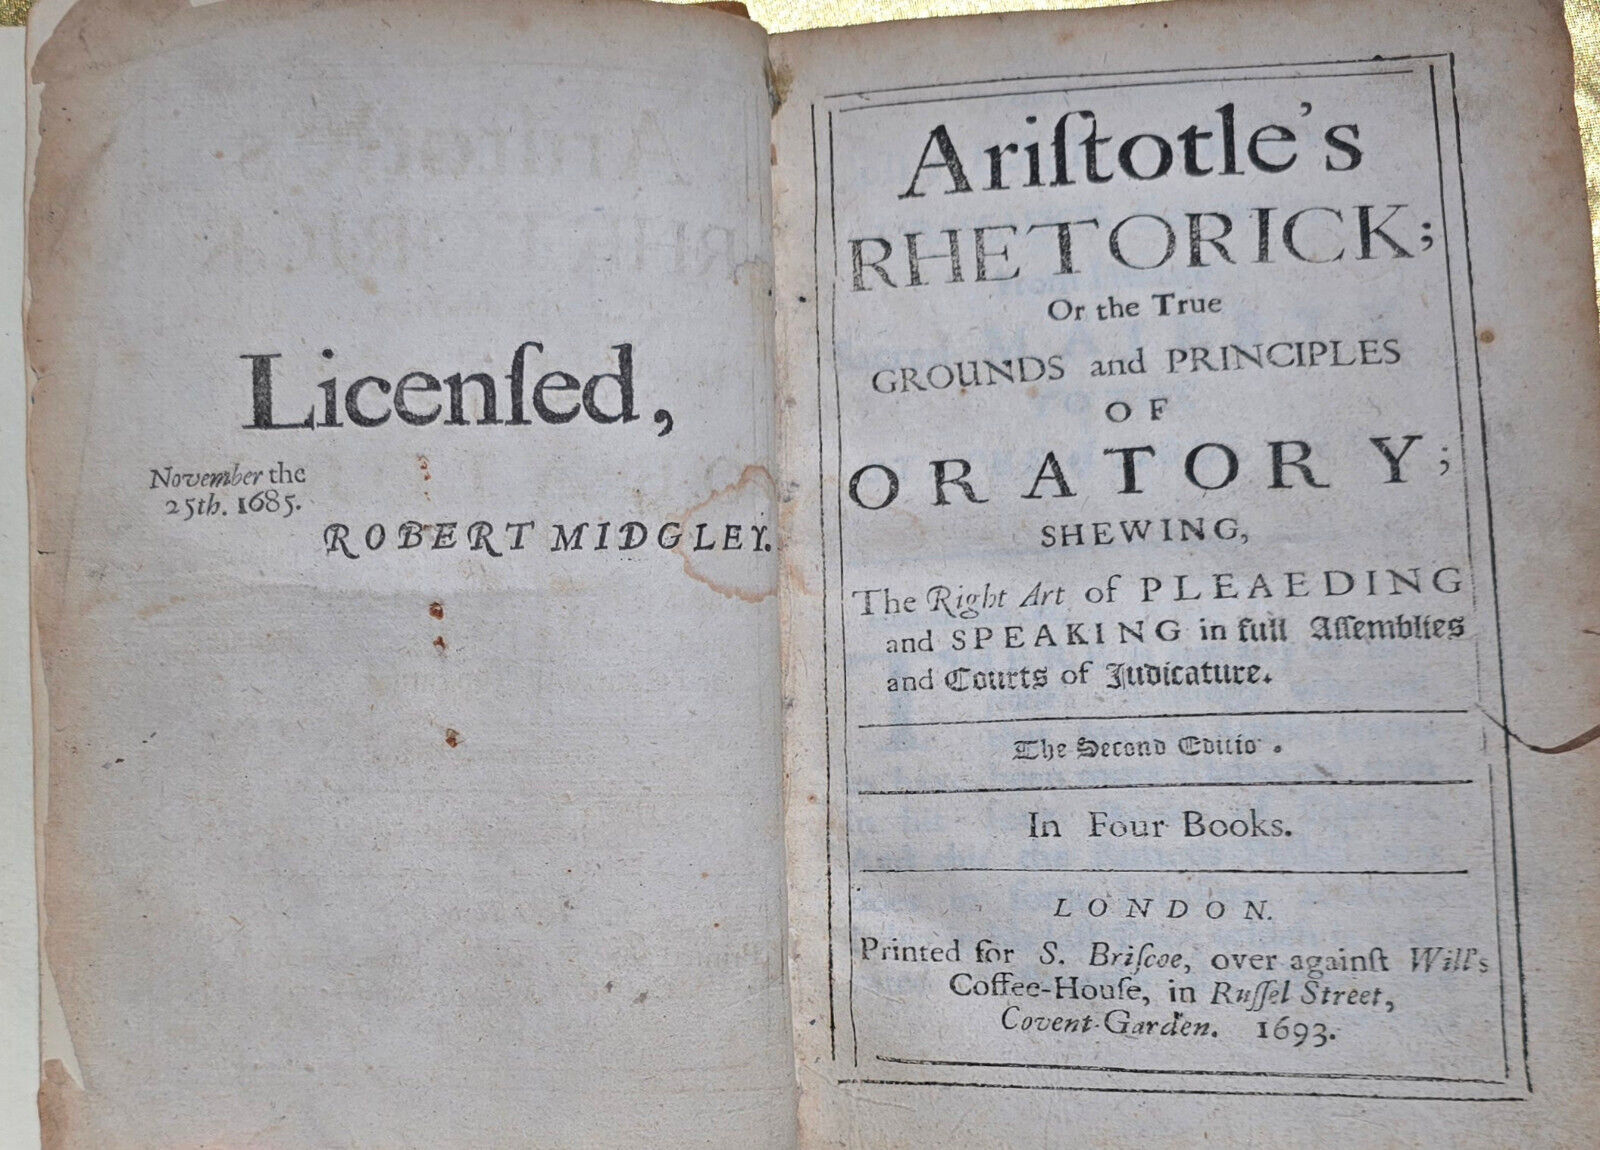 Licenſed,
November the
25th. 1685.
ROBERT MIDGLEY.
Ariſtotle's
RHETORICK;
Or the True
GROUNDS and PRINCIPLES
OF
ORATORY;
SHEWING,
The Right Art of PLEAEDING
and SPEAKING in full Aſſemblies
and Courts of Judicature.
The Second Editio .
In Four Books.
LONDON.
Printed for S. Briſcoe, over againſt Will's
Coffee-Houſe, in Ruſſel Street,
Covent-Garden. 1693.